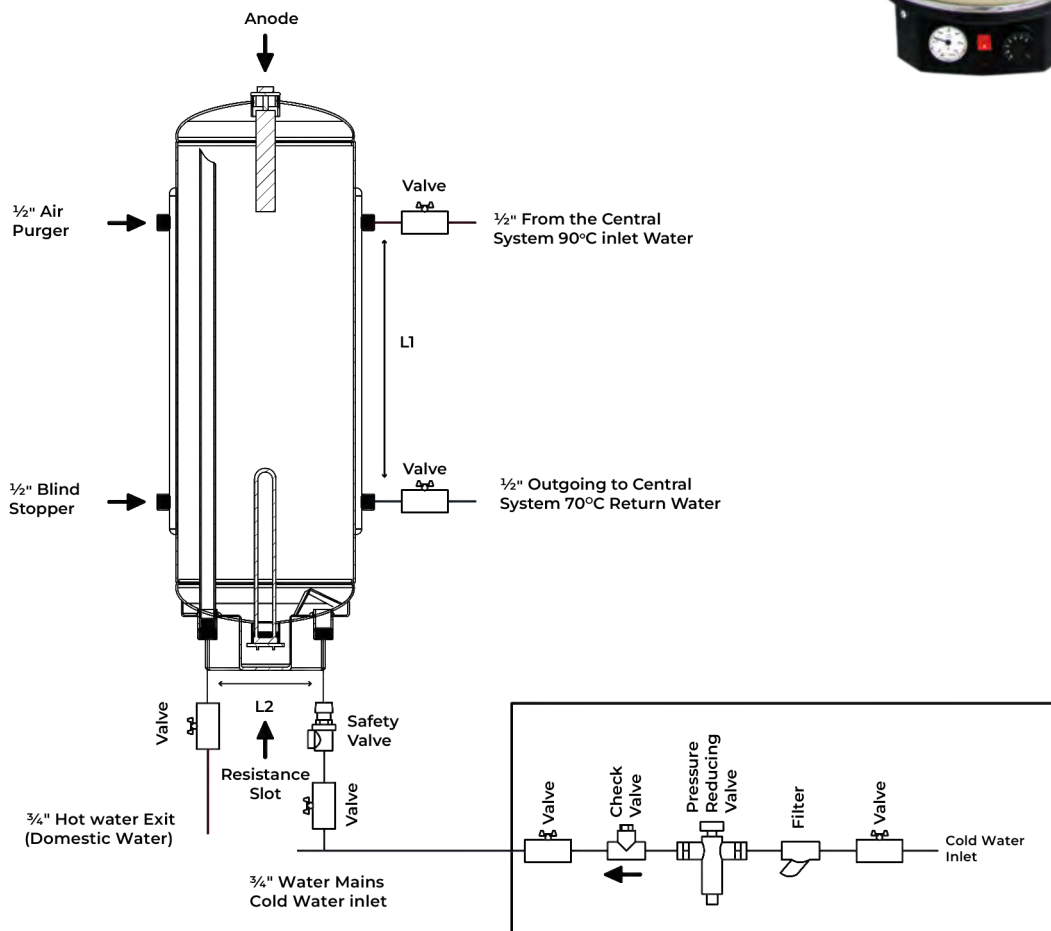 Anode
½" Air
Purger
Valve
½" From the Central
System 90°C inlet Water
L1
½" Blind
Stopper
Valve
½" Outgoing to Central
System 70°C Return Water
Valve
L2
Safety
Valve
Resistance
Slot
Valve
¾" Hot water Exit
(Domestic Water)
¾" Water Mains
Cold Water inlet
Valve
Check
Valve
Pressure
Reducing
Valve
Filter
Valve
Cold Water
Inlet